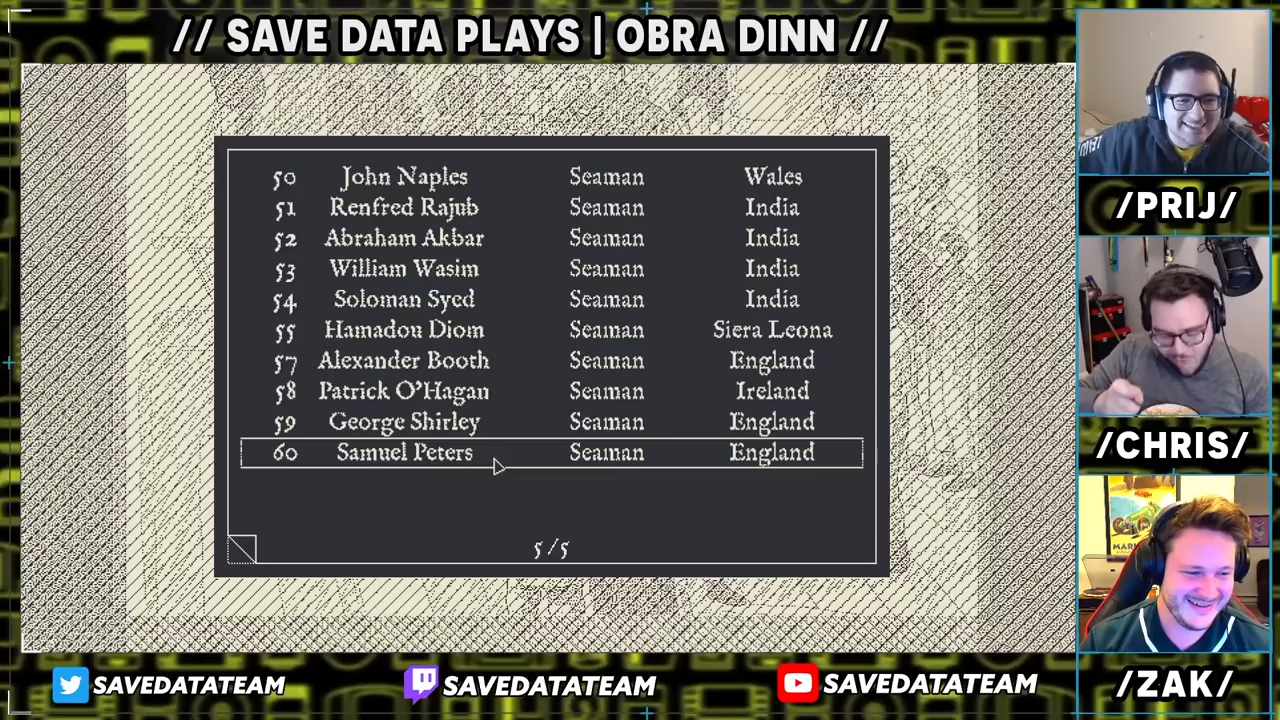 // SAVE DATA PLAYS | OBRA DINN //
50 John Naples Seaman Wales
51 Renfred Rajub Seaman India
52 Abraham Akbar Seaman India
53 William Wasim Seaman India
54 Soloman Syed Seaman India
55 Hamadou Diom Seaman Siera Leona
57 Alexander Booth Seaman England
58 Patrick O'Hagan Seaman Ireland
59 George Shirley Seaman England
60 Samuel Peters Seaman England
5/5
/PRIJ/
/CHRIS/
MAR
/ZAK/
SAVEDATATEAM
SAVEDATATEAM
SAVEDATATEAM